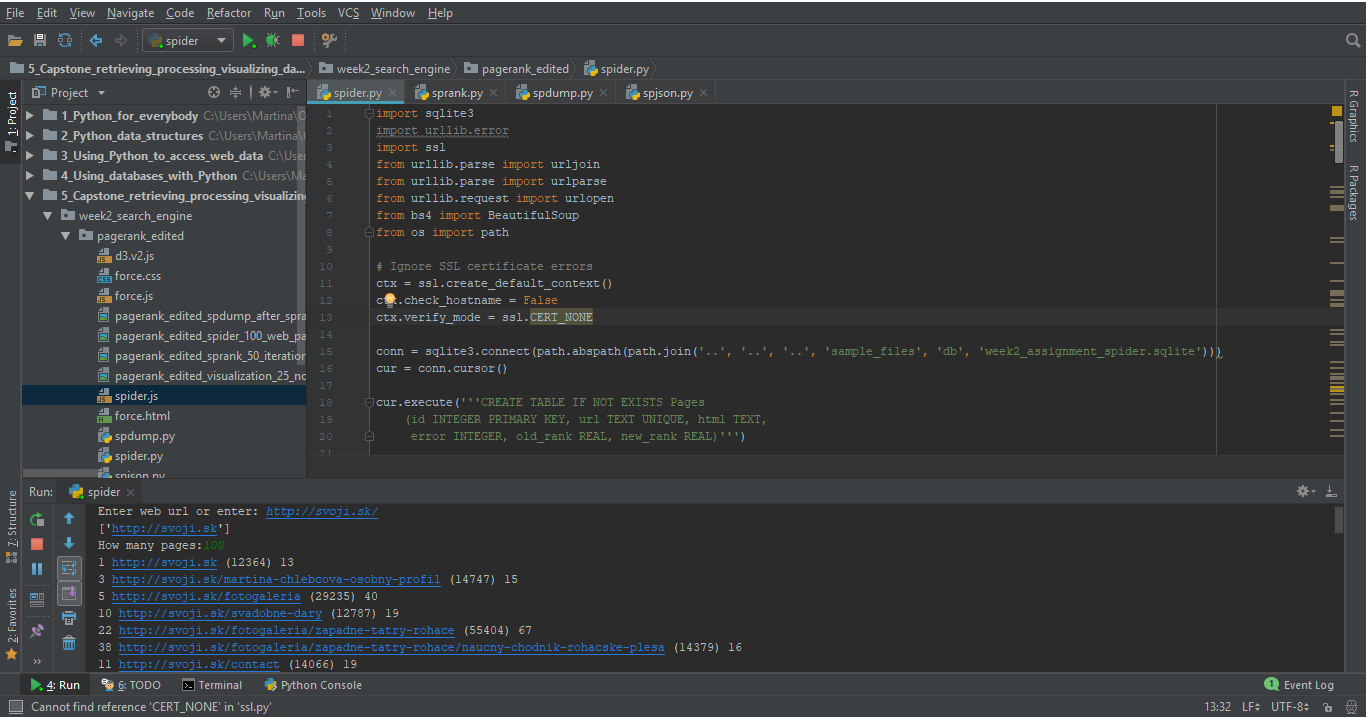 File Edit View Navigate Code Refactor Run Tools VCS Window Help
spider
5_Capstone_retrieving_processing_visualizing_da... week2_search_engine pagerank_edited spider.py
1: Project
7: Structure
2: Favorites
Project
1_Python_for_everybody C:\Users\Martina\O
2_Python_data_structures C:\Users\Martina\
3_Using_Python_to_access_web_data C:\User
4_Using_databases_with_Python C:\Users\Ma
5_Capstone_retrieving_processing_visualizing
week2_search_engine
pagerank_edited
d3.v2.js
force.css
force.js
pagerank_edited_spdump_after_spra
pagerank_edited_spider_100_web_pa
pagerank_edited_sprank_50_iteration
pagerank_edited_visualization_25_no
spider.js
force.html
spdump.py
spider.py
spjson.py
spider.py sprank.py spdump.py spjson.py
1 import sqlite3
2 import urllib.error
3 import ssl
4 from urllib.parse import urljoin
5 from urllib.parse import urlparse
6 from urllib.request import urlopen
7 from bs4 import BeautifulSoup
8 from os import path
9
10 # Ignore SSL certificate errors
11 ctx = ssl.create_default_context()
12 ctx.check_hostname = False
13 ctx.verify_mode = ssl.CERT_NONE
14
15 conn = sqlite3.connect(path.abspath(path.join('..', '..', '..', 'sample_files', 'db', 'week2_assignment_spider.sqlite')))
16 cur = conn.cursor()
17
18 cur.execute('''CREATE TABLE IF NOT EXISTS Pages
19 (id INTEGER PRIMARY KEY, url TEXT UNIQUE, html TEXT,
20 error INTEGER, old_rank REAL, new_rank REAL)''')
21
R Graphics
R Packages
Run: spider
Enter web url or enter: http://svoji.sk/
['http://svoji.sk']
How many pages:100
1 http://svoji.sk (12364) 13
3 http://svoji.sk/martina-chlebcova-osobny-profil (14747) 15
5 http://svoji.sk/fotogaleria (29235) 40
10 http://svoji.sk/svadobne-dary (12787) 19
22 http://svoji.sk/fotogaleria/zapadne-tatry-rohace (55404) 67
38 http://svoji.sk/fotogaleria/zapadne-tatry-rohace/naucny-chodnik-rohacske-plesa (14379) 16
11 http://svoji.sk/contact (14066) 19
4: Run 6: TODO Terminal Python Console 1 Event Log
Cannot find reference 'CERT_NONE' in 'ssl.py' 13:32 LF UTF-8